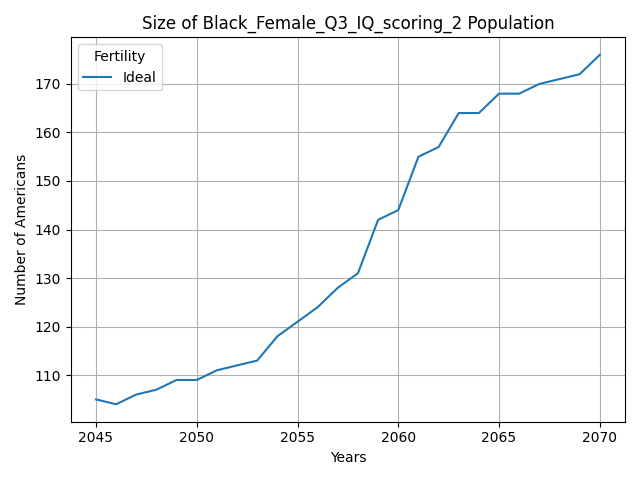 Size of Black_Female_Q3_IQ_scoring_2 Population
Fertility
Ideal
Number of Americans
170
160
150
140
130
120
110
2045 2050 2055 2060 2065 2070
Years